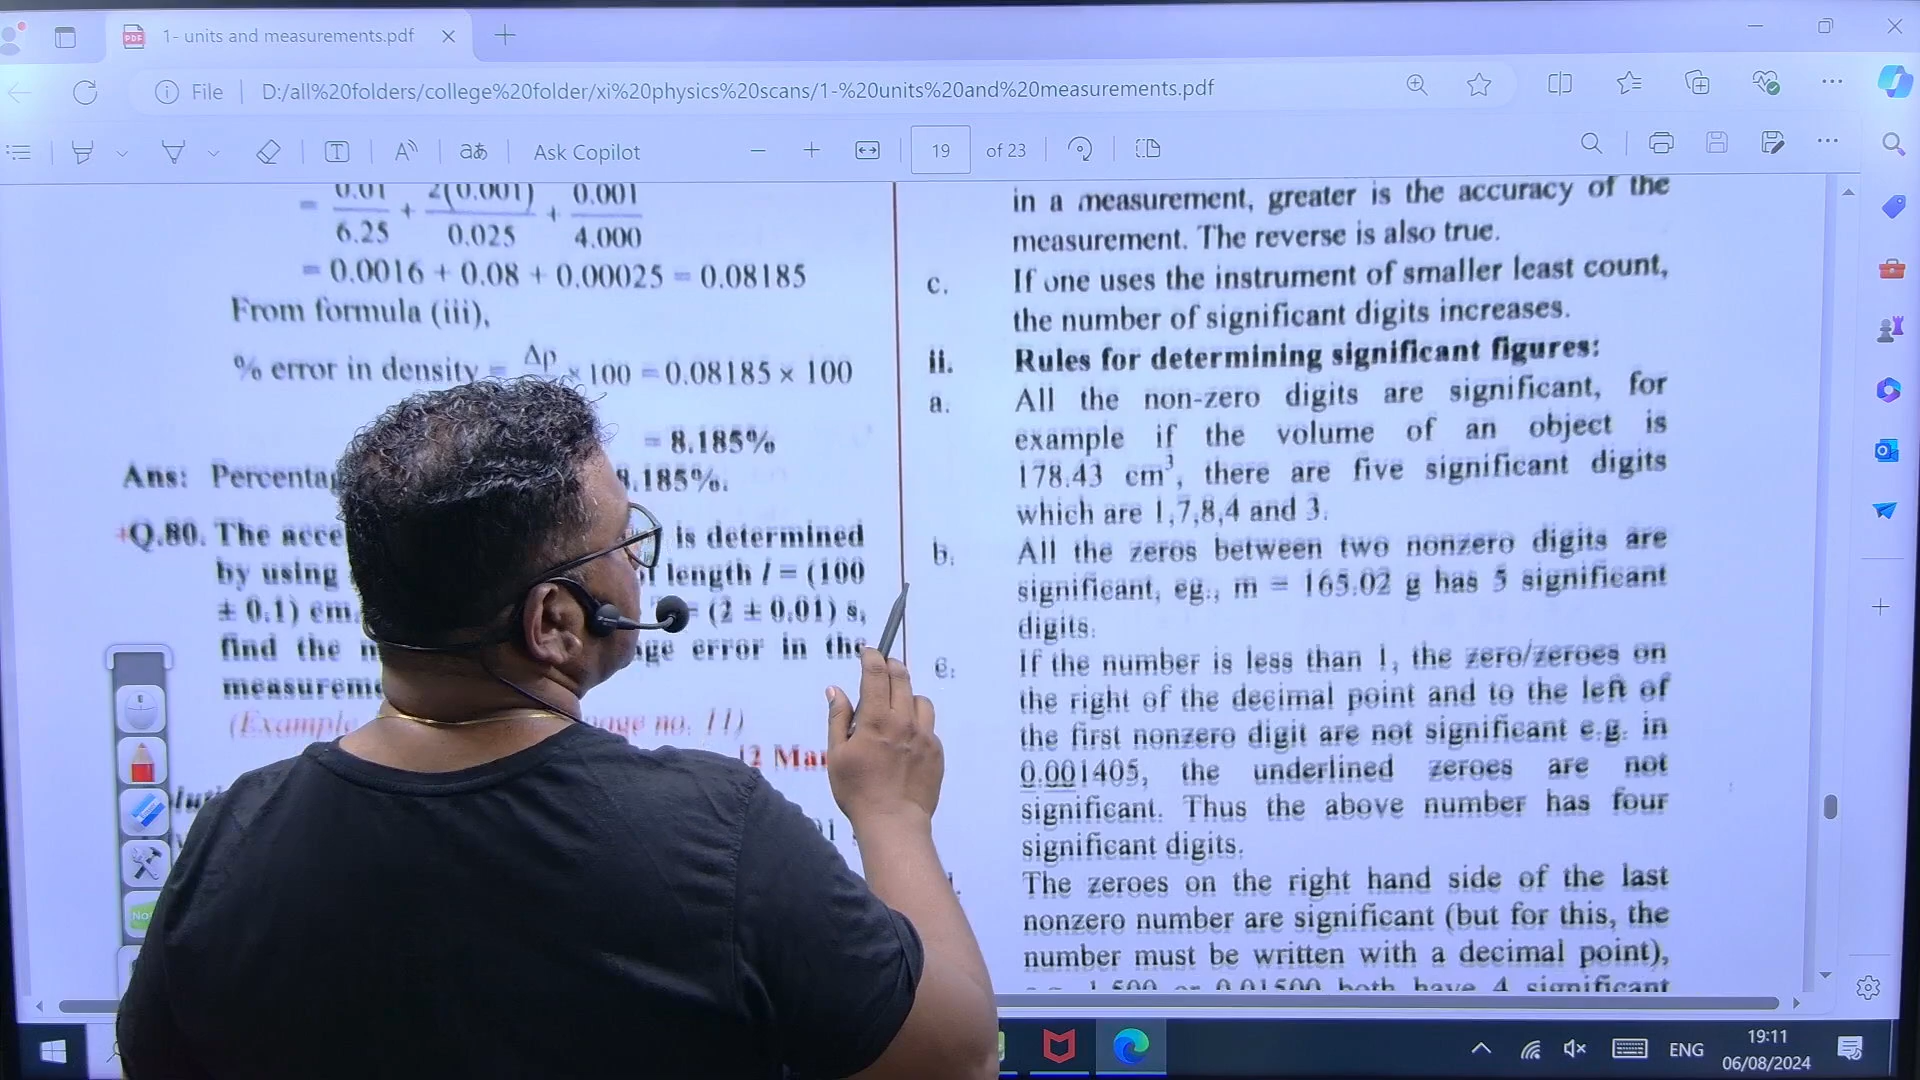 1- units and measurements.pdf
File
D:/all%20folders/college%20folder/xi%20physics%20scans/1-%20units%20and%20measurements.pdf
Ask Copilot
19 of 23
= 0.01/6.25 + 2(0.001)/0.025 + 0.001/4.000
= 0.0016 + 0.08 + 0.00025 = 0.08185
From formula (iii),
% error in density = Δρ × 100 = 0.08185 × 100
= 8.185%
Ans: 8.185%.
+Q.80. The is determined
by using length l = (100
± 0.1) cm = (2 ± 0.01) s,
find the error in the
(Example no. 11)
in a measurement, greater is the accuracy of the
measurement. The reverse is also true.
c. If one uses the instrument of smaller least count,
the number of significant digits increases.
ii. Rules for determining significant figures:
a. All the non-zero digits are significant, for
example if the volume of an object is
178.43 cm³, there are five significant digits
which are 1,7,8,4 and 3.
b. All the zeros between two nonzero digits are
significant, eg., m = 165.02 g has 5 significant
digits.
c. If the number is less than 1, the zero/zeroes on
the right of the decimal point and to the left of
the first nonzero digit are not significant e.g. in
0.001405, the underlined zeroes are not
significant. Thus the above number has four
significant digits.
The zeroes on the right hand side of the last
nonzero number are significant (but for this, the
number must be written with a decimal point),
1.500 or 0.01500 both have 4 significant
ENG
19:11
06/08/2024